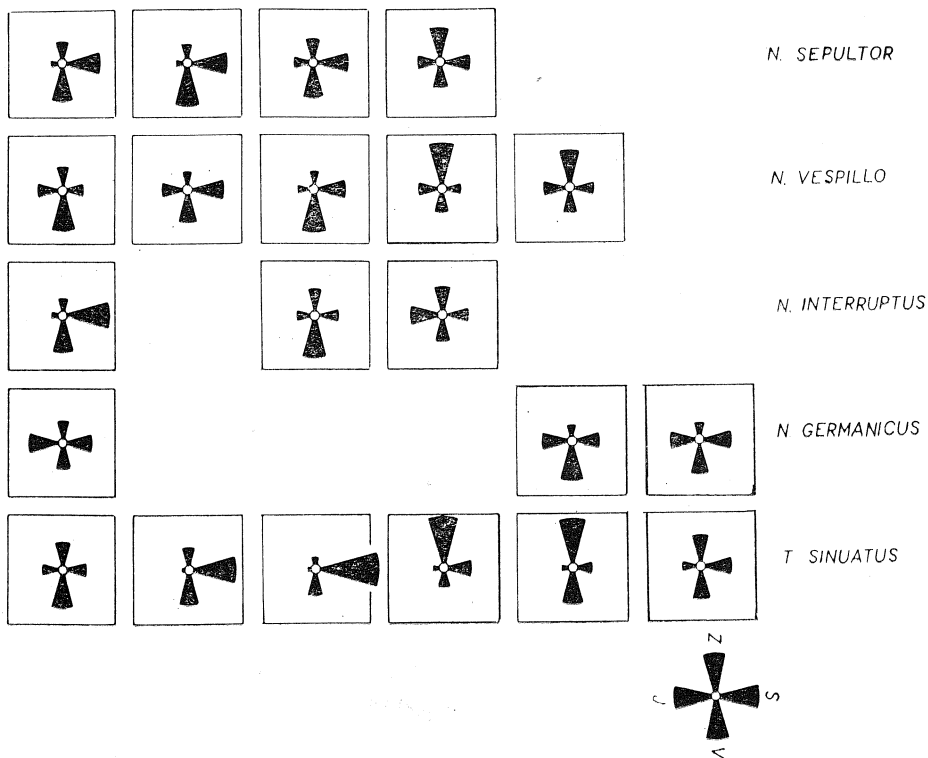 N. SEPULTOR
N. VESPILLO
N. INTERRUPTUS
N GERMANICUS
T SINUATUS
Z
J S
V